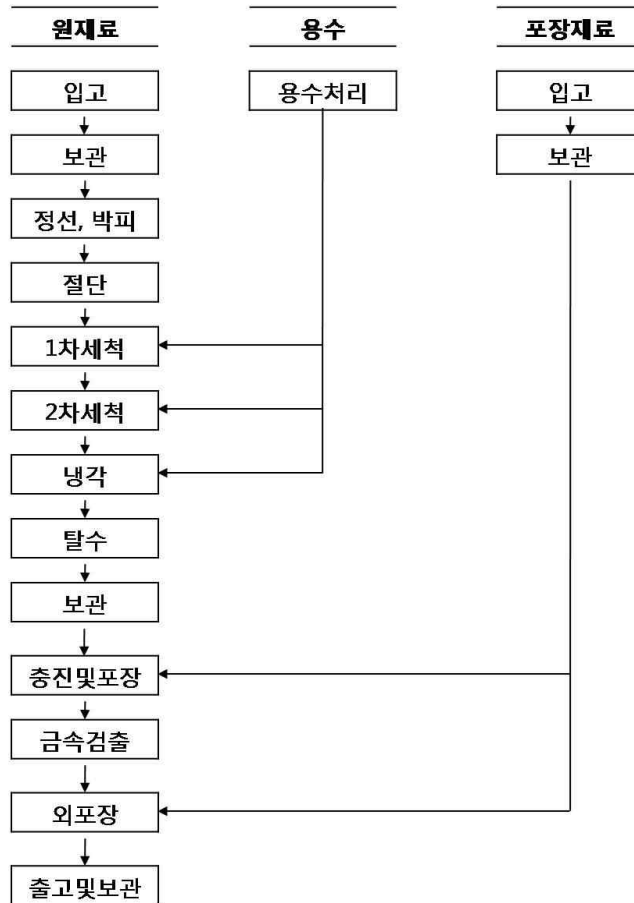 원재료
용수
포장재료
입고
용수처리
입고
보관
보관
정선, 박피
절단
1차세척
2차세척
냉각
탈수
보관
충진및포장
금속검출
외포장
출고및보관